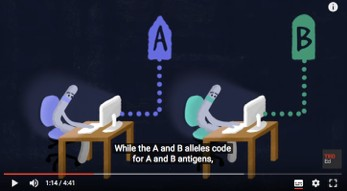 A
B
While the A and B alleles code
for A and B antigens,
TED
Ed
1:14 / 4:41